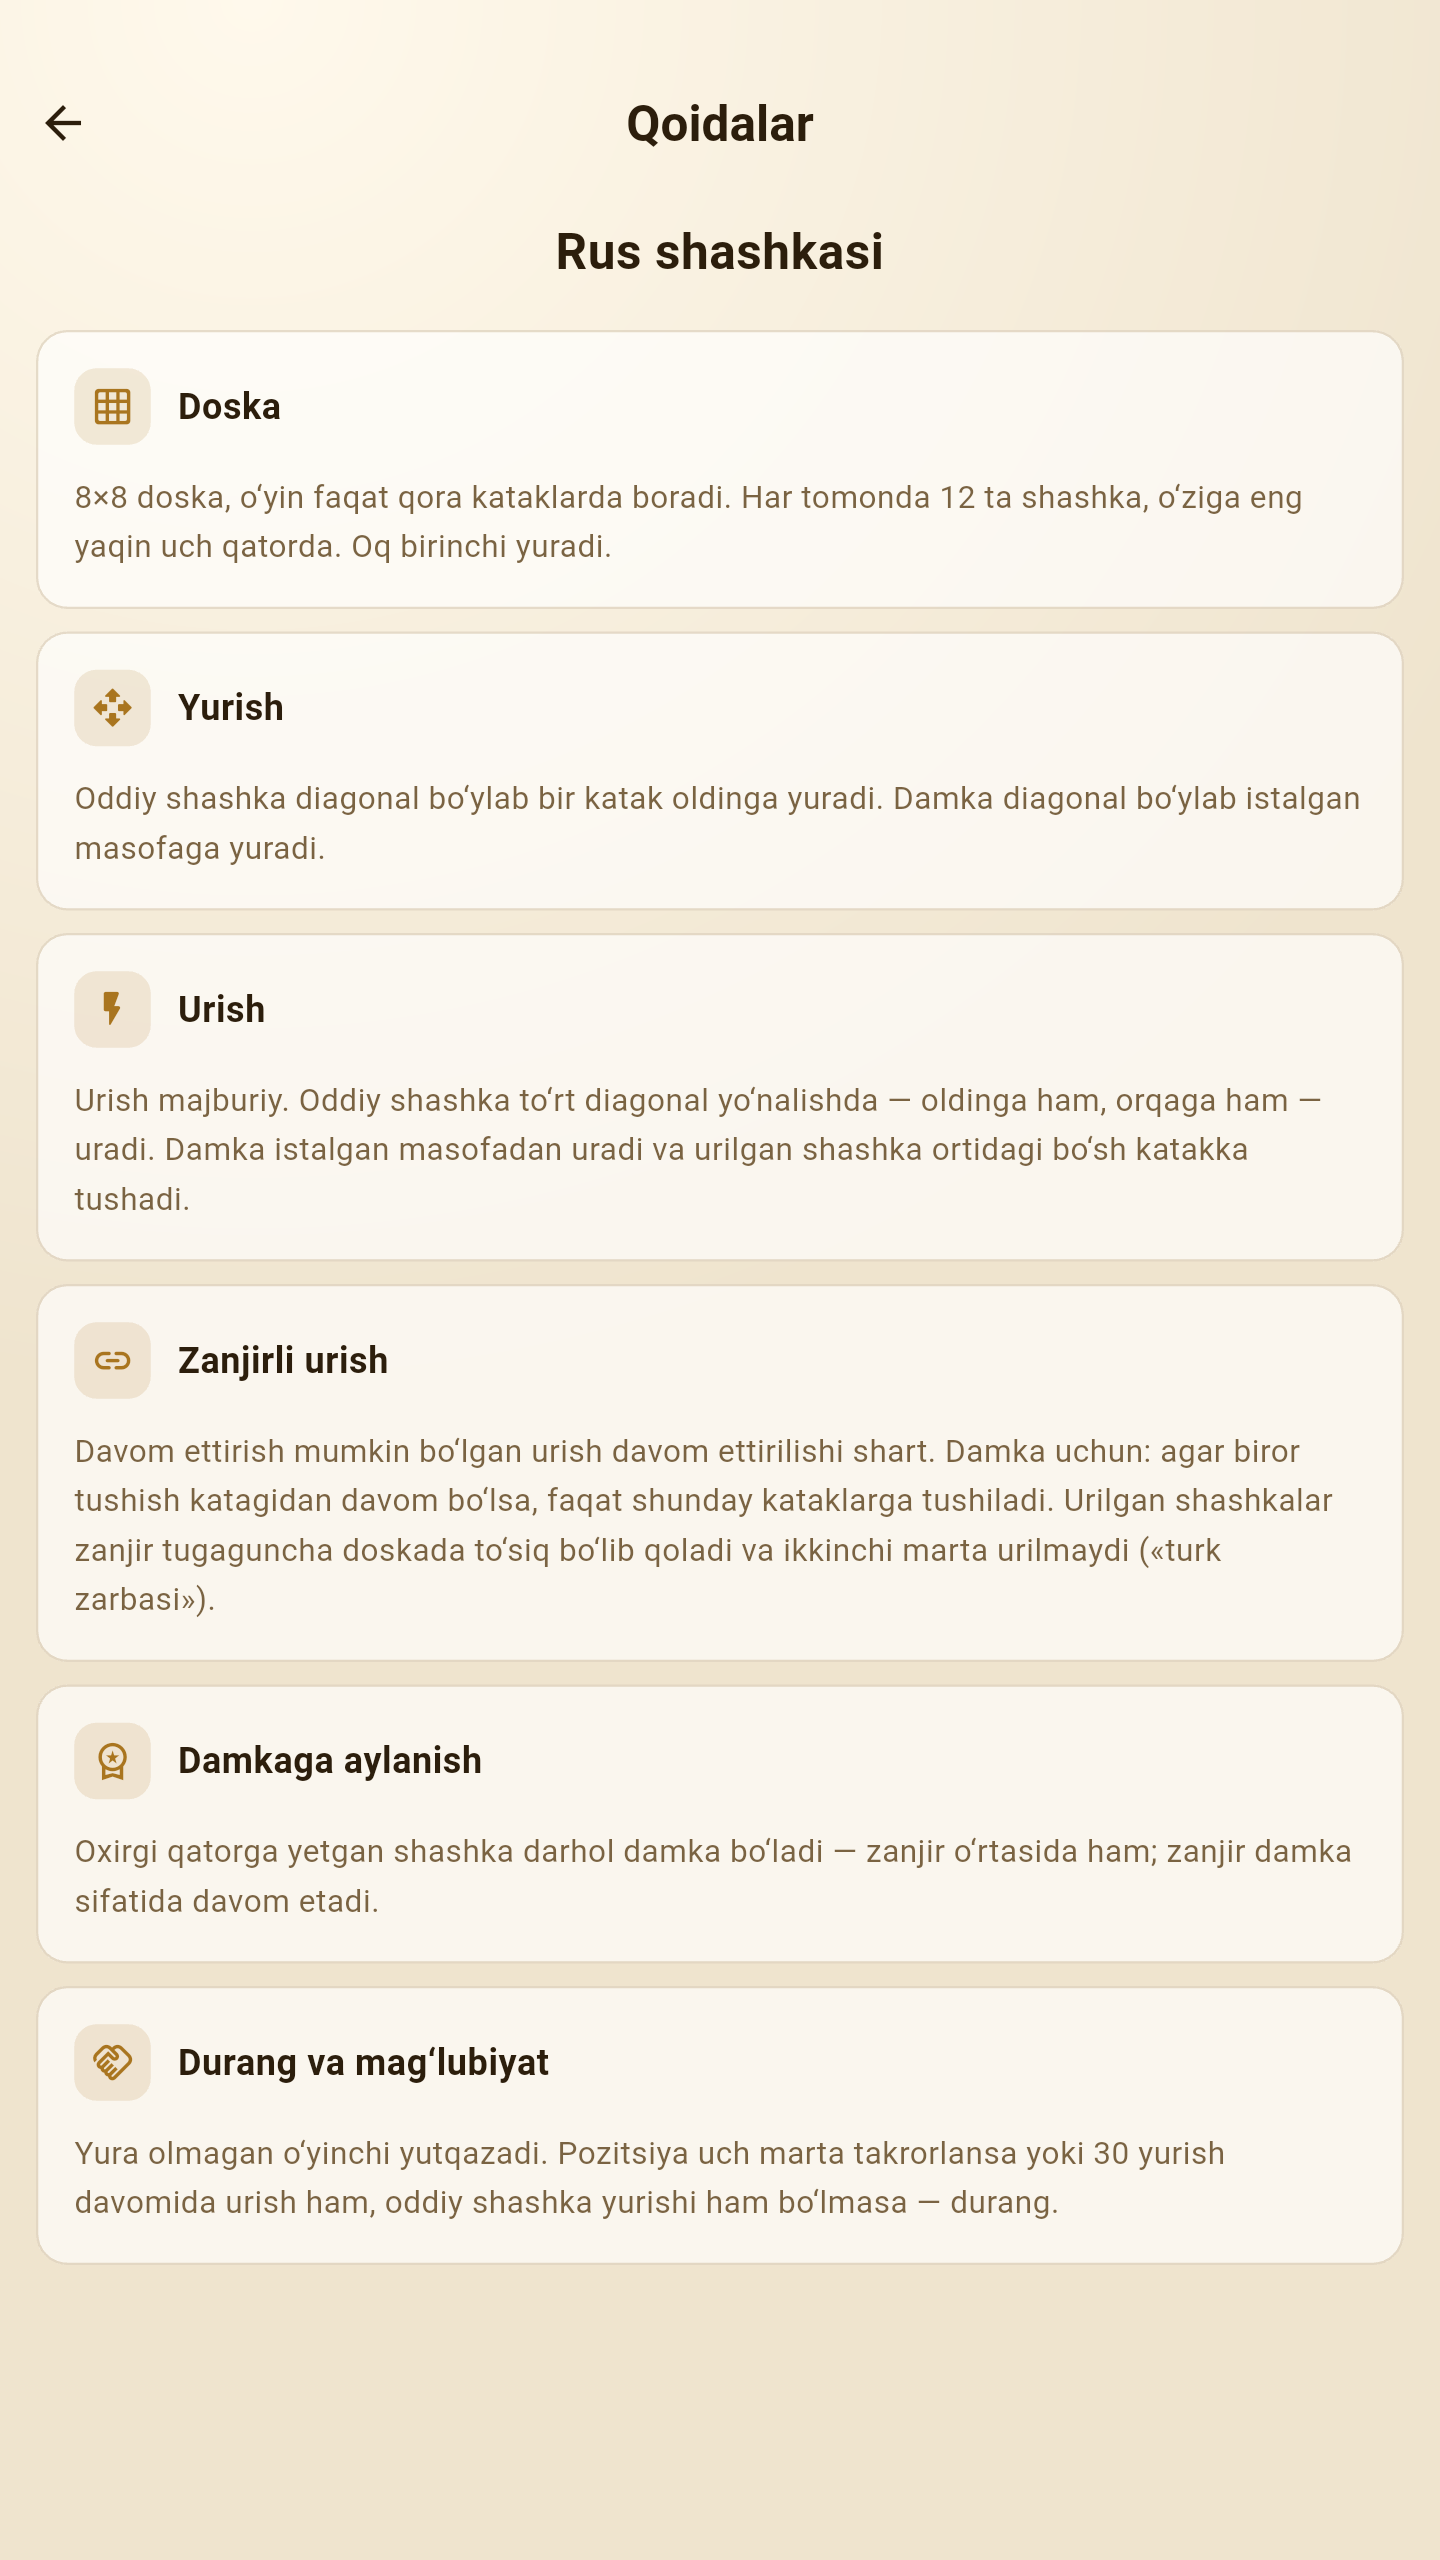 Qoidalar
Rus shashkasi
Doska
8×8 doska, oʻyin faqat qora kataklarda boradi. Har tomonda 12 ta shashka, oʻziga eng
yaqin uch qatorda. Oq birinchi yuradi.
Yurish
Oddiy shashka diagonal boʻylab bir katak oldinga yuradi. Damka diagonal boʻylab istalgan
masofaga yuradi.
Urish
Urish majburiy. Oddiy shashka toʻrt diagonal yoʻnalishda — oldinga ham, orqaga ham —
uradi. Damka istalgan masofadan uradi va urilgan shashka ortidagi boʻsh katakka
tushadi.
Zanjirli urish
Davom ettirish mumkin boʻlgan urish davom ettirilishi shart. Damka uchun: agar biror
tushish katagidan davom boʻlsa, faqat shunday kataklarga tushiladi. Urilgan shashkalar
zanjir tugaguncha doskada toʻsiq boʻlib qoladi va ikkinchi marta urilmaydi («turk
zarbasi»).
Damkaga aylanish
Oxirgi qatorga yetgan shashka darhol damka boʻladi — zanjir oʻrtasida ham; zanjir damka
sifatida davom etadi.
Durang va magʻlubiyat
Yura olmagan oʻyinchi yutqazadi. Pozitsiya uch marta takrorlansa yoki 30 yurish
davomida urish ham, oddiy shashka yurishi ham boʻlmasa — durang.